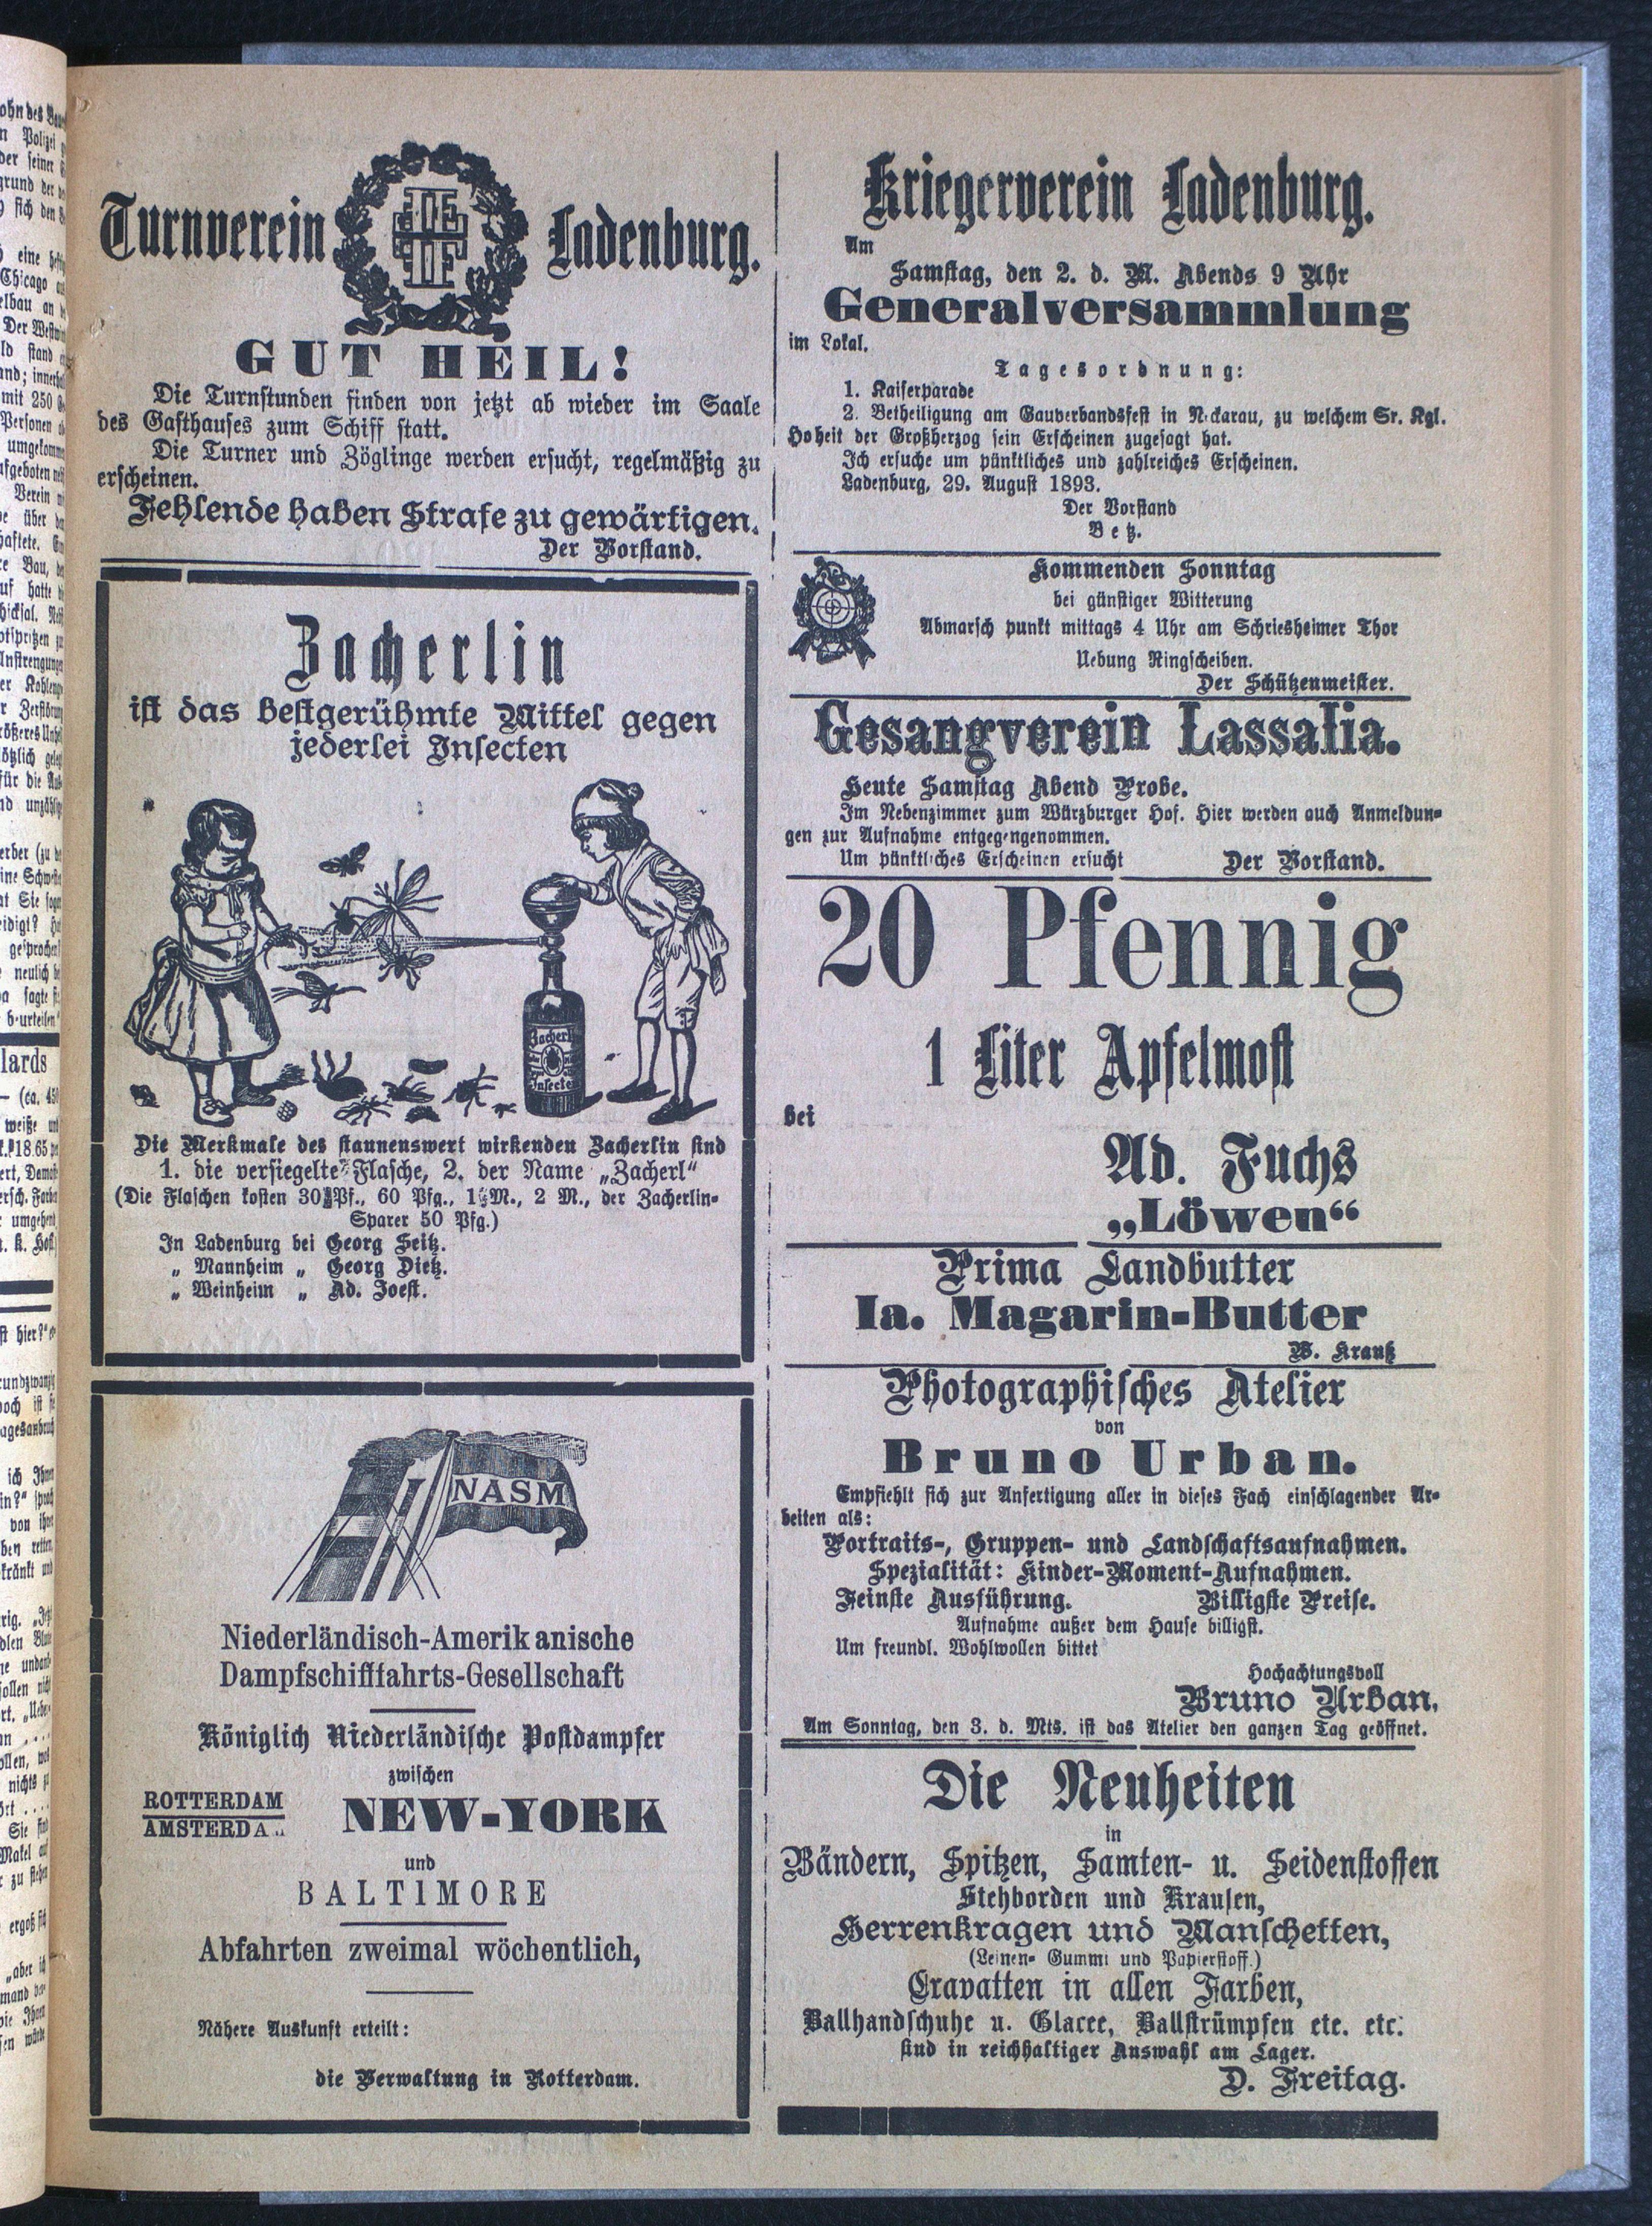 Turnverein Ladenburg.
GUT HEIL!
Die Turnstunden finden von jetzt ab wieder im Saale
des Gasthauses zum Schiff statt.
Die Turner und Zöglinge werden ersucht, regelmäßig zu
erscheinen.
Fehlende haben Strafe zu gewärtigen.
Der Vorstand.
Zacherlin
ist das bestgerühmte Mittel gegen
jederlei Insecten
Zacherl
Insecten
Die Merkmale des staunenswert wirkenden Zacherlin sind
1. die versiegelte Flasche, 2. der Name „Zacherl“
(Die Flaschen kosten 30 Pf., 60 Pfg., 1 M., 2 M., der Zacherlin-
Sparer 50 Pfg.)
In Ladenburg bei Georg Seitz.
„ Mannheim „ Georg Dietz.
„ Weinheim „ Ad. Joest.
NASM
Niederländisch-Amerikanische
Dampfschifffahrts-Gesellschaft
Königlich Niederländische Postdampfer
zwischen
ROTTERDAM
AMSTERDA
NEW-YORK
und
BALTIMORE
Abfahrten zweimal wöchentlich,
Nähere Auskunft erteilt:
die Verwaltung in Rotterdam.
Kriegerverein Ladenburg.
Am
Samstag, den 2. d. M. Abends 9 Uhr
Generalversammlung
im Lokal.
Tagesordnung:
1. Kaiserparade
2. Betheiligung am Gauverbandsfest in Neckarau, zu welchem Sr. Kgl.
Hoheit der Großherzog sein Erscheinen zugesagt hat.
Ich ersuche um pünktliches und zahlreiches Erscheinen.
Ladenburg, 29. August 1893.
Der Vorstand
Betz.
Kommenden Sonntag
bei günstiger Witterung
Abmarsch punkt mittags 4 Uhr am Schriesheimer Thor
Uebung Ringscheiben.
Der Schützenmeister.
Gesangverein Lassalia.
Heute Samstag Abend Probe.
Im Nebenzimmer zum Würzburger Hof. Hier werden auch Anmeldun-
gen zur Aufnahme entgegengenommen.
Um pünktliches Erscheinen ersucht Der Vorstand.
20 Pfennig
1 Liter Apfelmost
bei
Ad. Fuchs
„Löwen“
Prima Landbutter
Ia. Magarin-Butter
W. Krauß
Photographisches Atelier
von
Bruno Urban.
Empfiehlt sich zur Anfertigung aller in dieses Fach einschlagender Ar-
beiten als:
Portraits-, Gruppen- und Landschaftsaufnahmen.
Spezialität: Kinder-Moment-Aufnahmen.
Feinste Ausführung. Billigste Preise.
Aufnahme außer dem Hause billigst.
Um freundl. Wohlwollen bittet
Hochachtungsvoll
Bruno Urban.
Am Sonntag, den 3. d. Mts. ist das Atelier den ganzen Tag geöffnet.
Die Neuheiten
in
Bändern, Spitzen, Samten- u. Seidenstoffen
Stehborden und Krausen,
Herrenkragen und Manschetten,
(Leinen- Gummi und Papierstoff.)
Cravatten in allen Farben,
Ballhandschuhe u. Glacee, Ballstrümpfen etc. etc.
sind in reichhaltiger Auswahl am Lager.
D. Freitag.